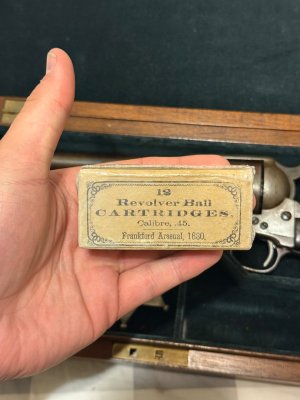 12
Revolver Ball
CARTRIDGES.
Calibre, .45.
Frankford Arsenal, 1880.